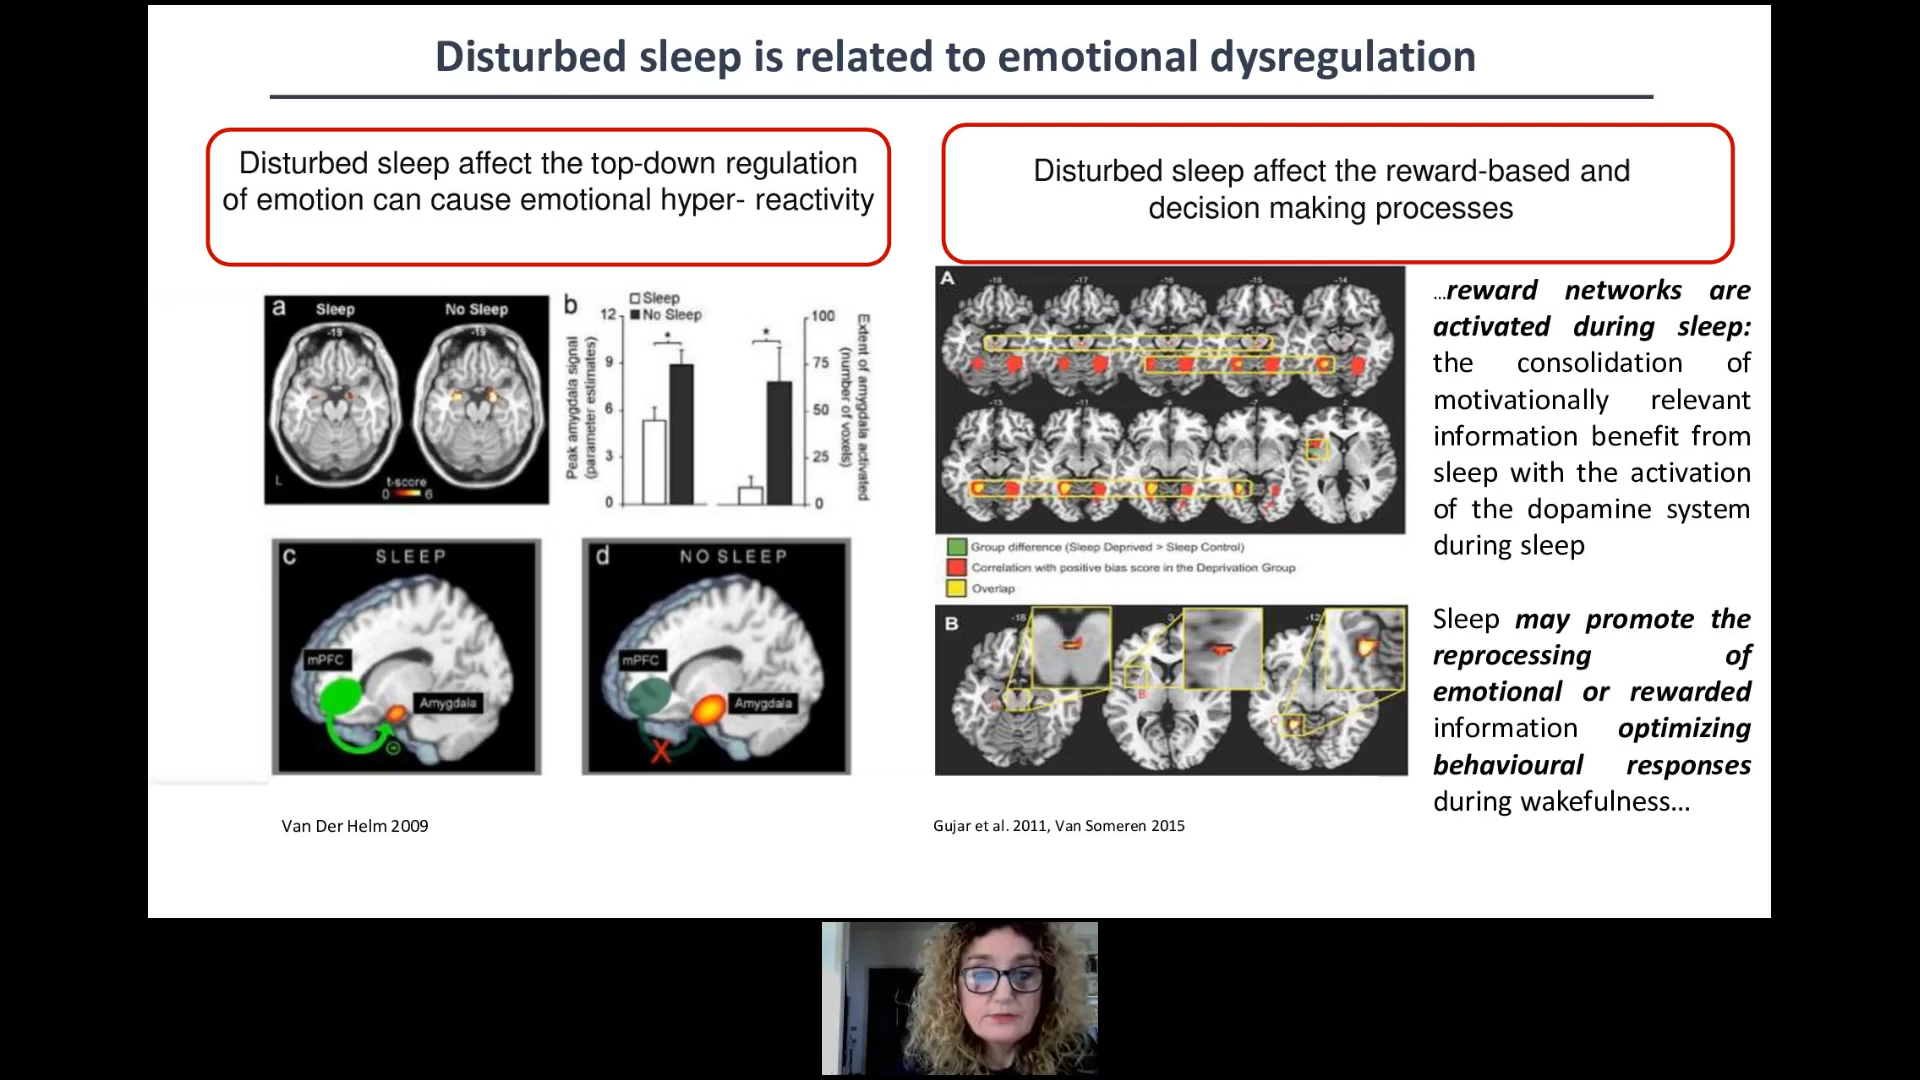 Disturbed sleep is related to emotional dysregulation
Disturbed sleep affect the top-down regulation
of emotion can cause emotional hyper- reactivity
a
Sleep
No Sleep
-19
-19
L
t-score
0
6
b
Sleep
No Sleep
12
9
6
3
0
Peak amygdala signal
(parameter estimates)
*
*
100
75
50
25
0
Extent of amygdala activated
(number of voxels)
c
SLEEP
mPFC
Amygdala
d
NO SLEEP
mPFC
Amygdala
X
Van Der Helm 2009
Disturbed sleep affect the reward-based and
decision making processes
A
-18
-17
-16
-15
-14
-13
-11
-9
-7
2
Group difference (Sleep Deprived > Sleep Control)
Correlation with positive bias score in the Deprivation Group
Overlap
B
-18
3
-12
A
B
C
Gujar et al. 2011, Van Someren 2015
...reward networks are
activated during sleep:
the consolidation of
motivationally relevant
information benefit from
sleep with the activation
of the dopamine system
during sleep
Sleep may promote the
reprocessing of
emotional or rewarded
information optimizing
behavioural responses
during wakefulness...